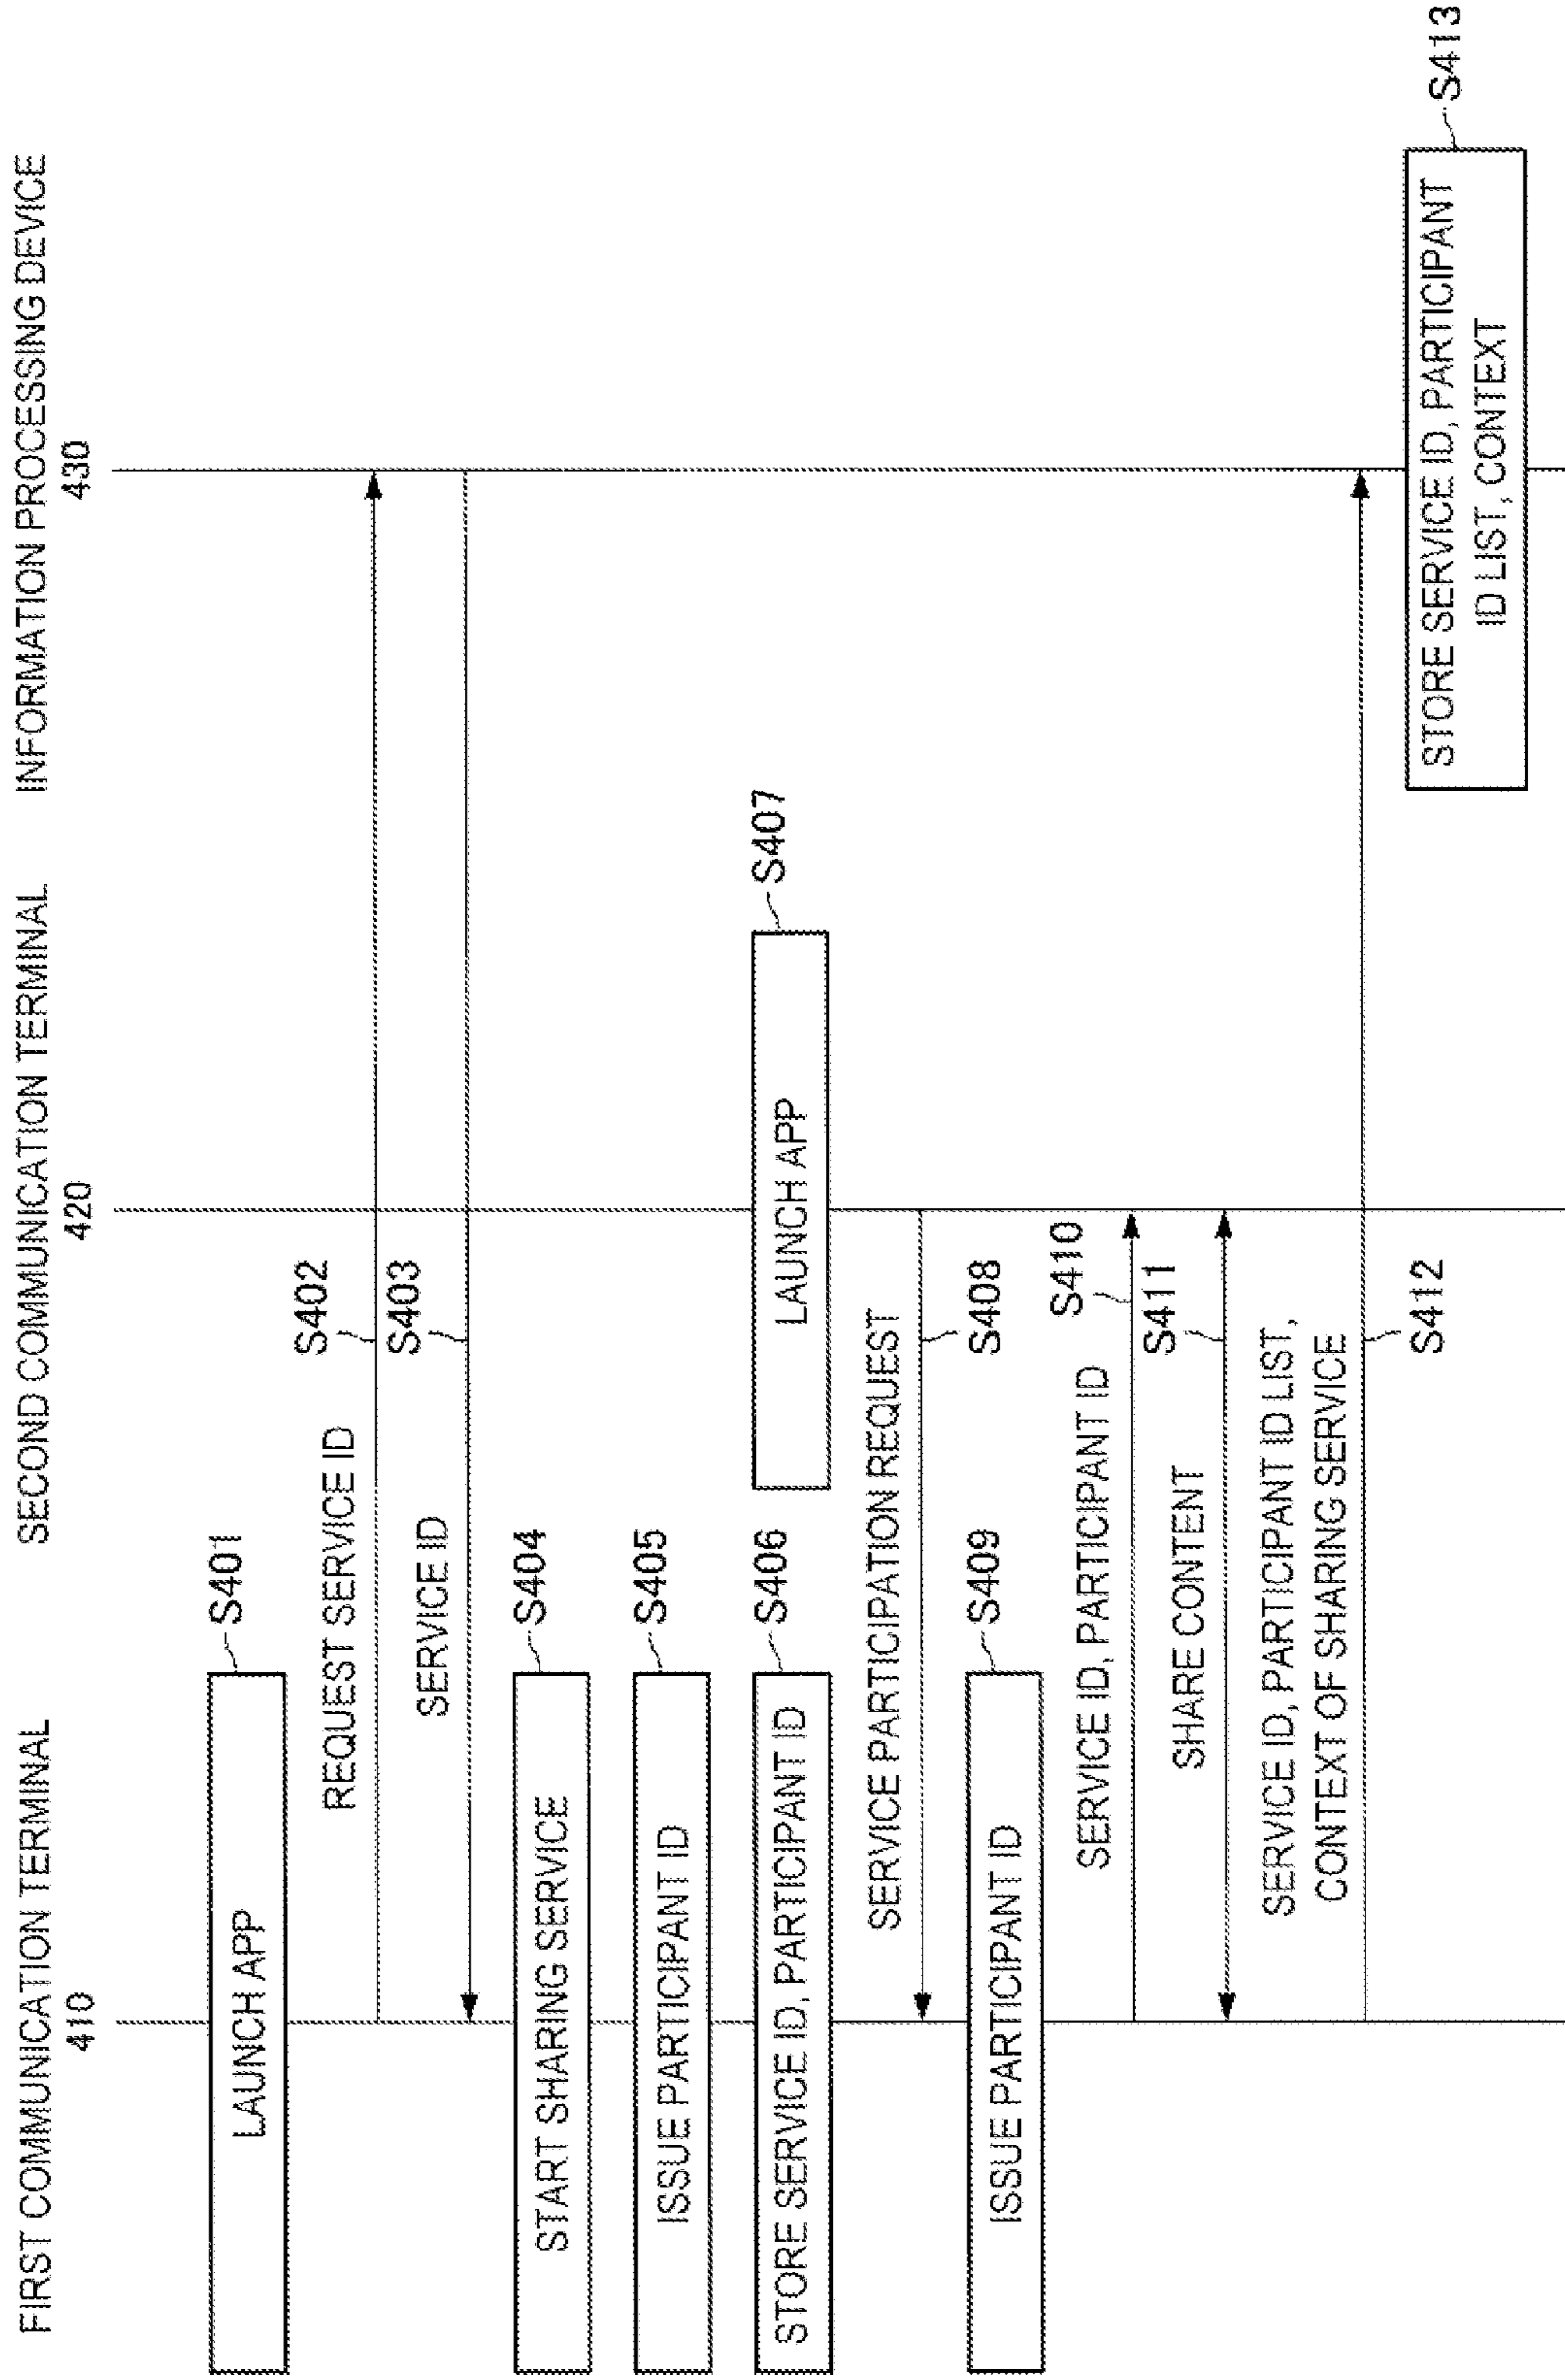 FIRST COMMUNICATION TERMINAL
410
SECOND COMMUNICATION TERMINAL
420
INFORMATION PROCESSING DEVICE
430
LAUNCH APP
S401
REQUEST SERVICE ID
S402
SERVICE ID
S403
START SHARING SERVICE
S404
ISSUE PARTICIPANT ID
S405
STORE SERVICE ID, PARTICIPANT ID
S406
LAUNCH APP
S407
SERVICE PARTICIPATION REQUEST
S408
ISSUE PARTICIPANT ID
S409
SERVICE ID, PARTICIPANT ID
S410
SHARE CONTENT
S411
SERVICE ID, PARTICIPANT ID LIST,
CONTEXT OF SHARING SERVICE
S412
STORE SERVICE ID, PARTICIPANT
ID LIST, CONTEXT
S413